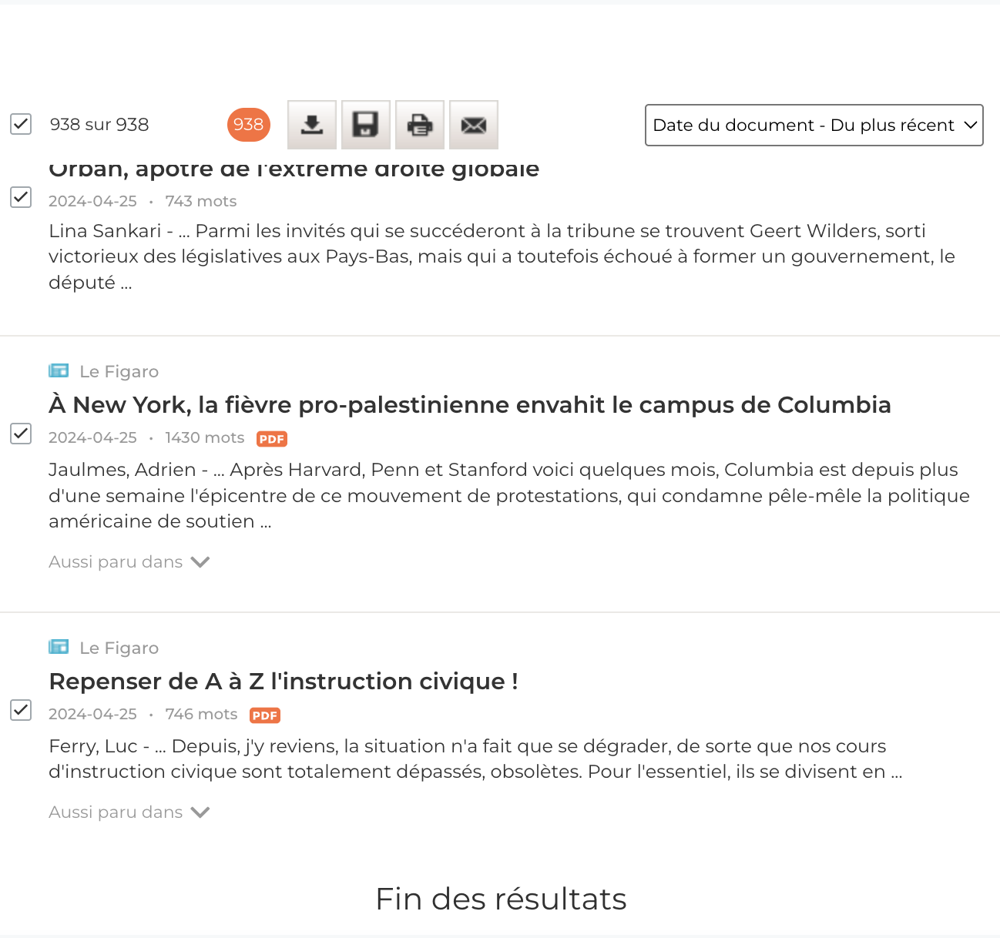 938 sur 938
938
Date du document - Du plus récent
Orban, apôtre de l'extrême droite globale
2024-04-25 • 743 mots
Lina Sankari - ... Parmi les invités qui se succéderont à la tribune se trouvent Geert Wilders, sorti
victorieux des législatives aux Pays-Bas, mais qui a toutefois échoué à former un gouvernement, le
député ...
Le Figaro
À New York, la fièvre pro-palestinienne envahit le campus de Columbia
2024-04-25 • 1430 mots PDF
Jaulmes, Adrien - ... Après Harvard, Penn et Stanford voici quelques mois, Columbia est depuis plus
d'une semaine l'épicentre de ce mouvement de protestations, qui condamne pêle-mêle la politique
américaine de soutien ...
Aussi paru dans
Le Figaro
Repenser de A à Z l'instruction civique !
2024-04-25 • 746 mots PDF
Ferry, Luc - ... Depuis, j'y reviens, la situation n'a fait que se dégrader, de sorte que nos cours
d'instruction civique sont totalement dépassés, obsolètes. Pour l'essentiel, ils se divisent en ...
Aussi paru dans
Fin des résultats